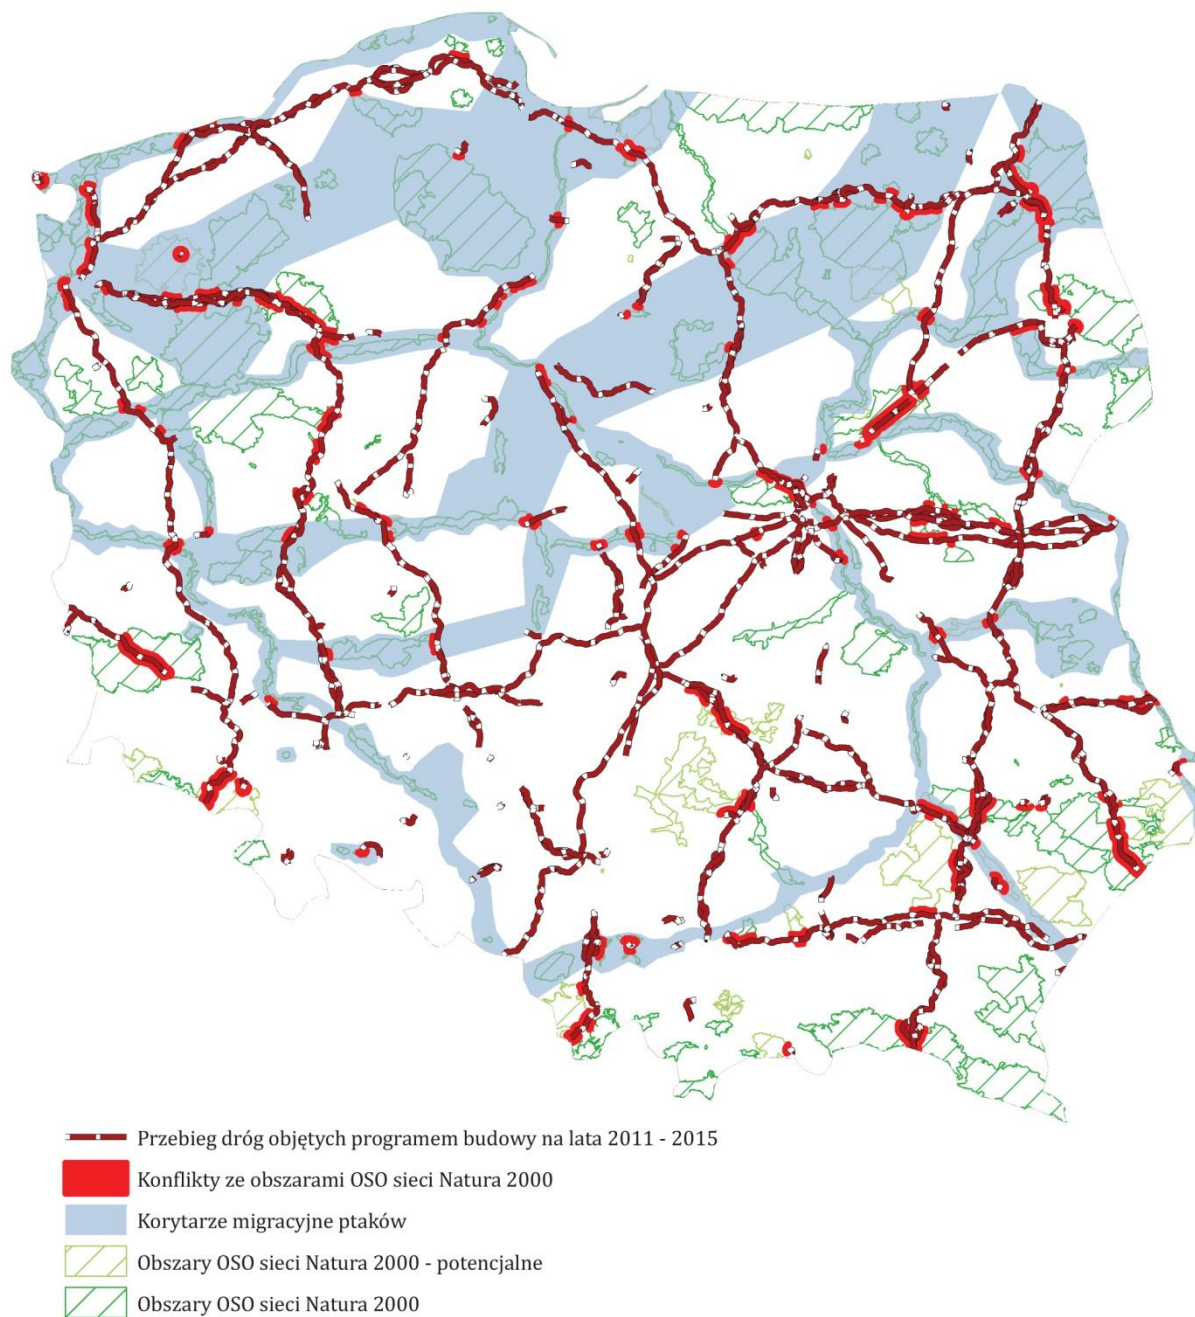 Przebieg dróg objętych programem budowy na lata 2011 - 2015
Konflikty ze obszarami OSO sieci Natura 2000
Korytarze migracyjne ptaków
Obszary OSO sieci Natura 2000 - potencjalne
Obszary OSO sieci Natura 2000